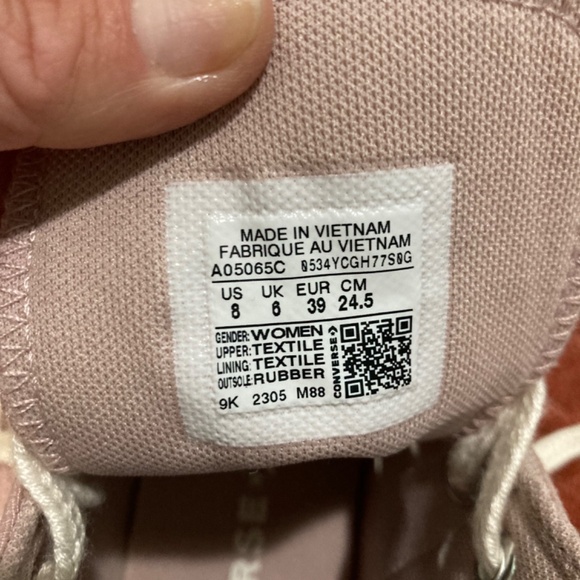 MADE IN VIETNAM
FABRIQUE AU VIETNAM
A05065C 0534YCGH77S0G
US UK EUR CM
8 6 39 24.5
GENDER: WOMEN
UPPER: TEXTILE
LINING: TEXTILE
OUTSOLE: RUBBER
CONVERSE
9K 2305 M88